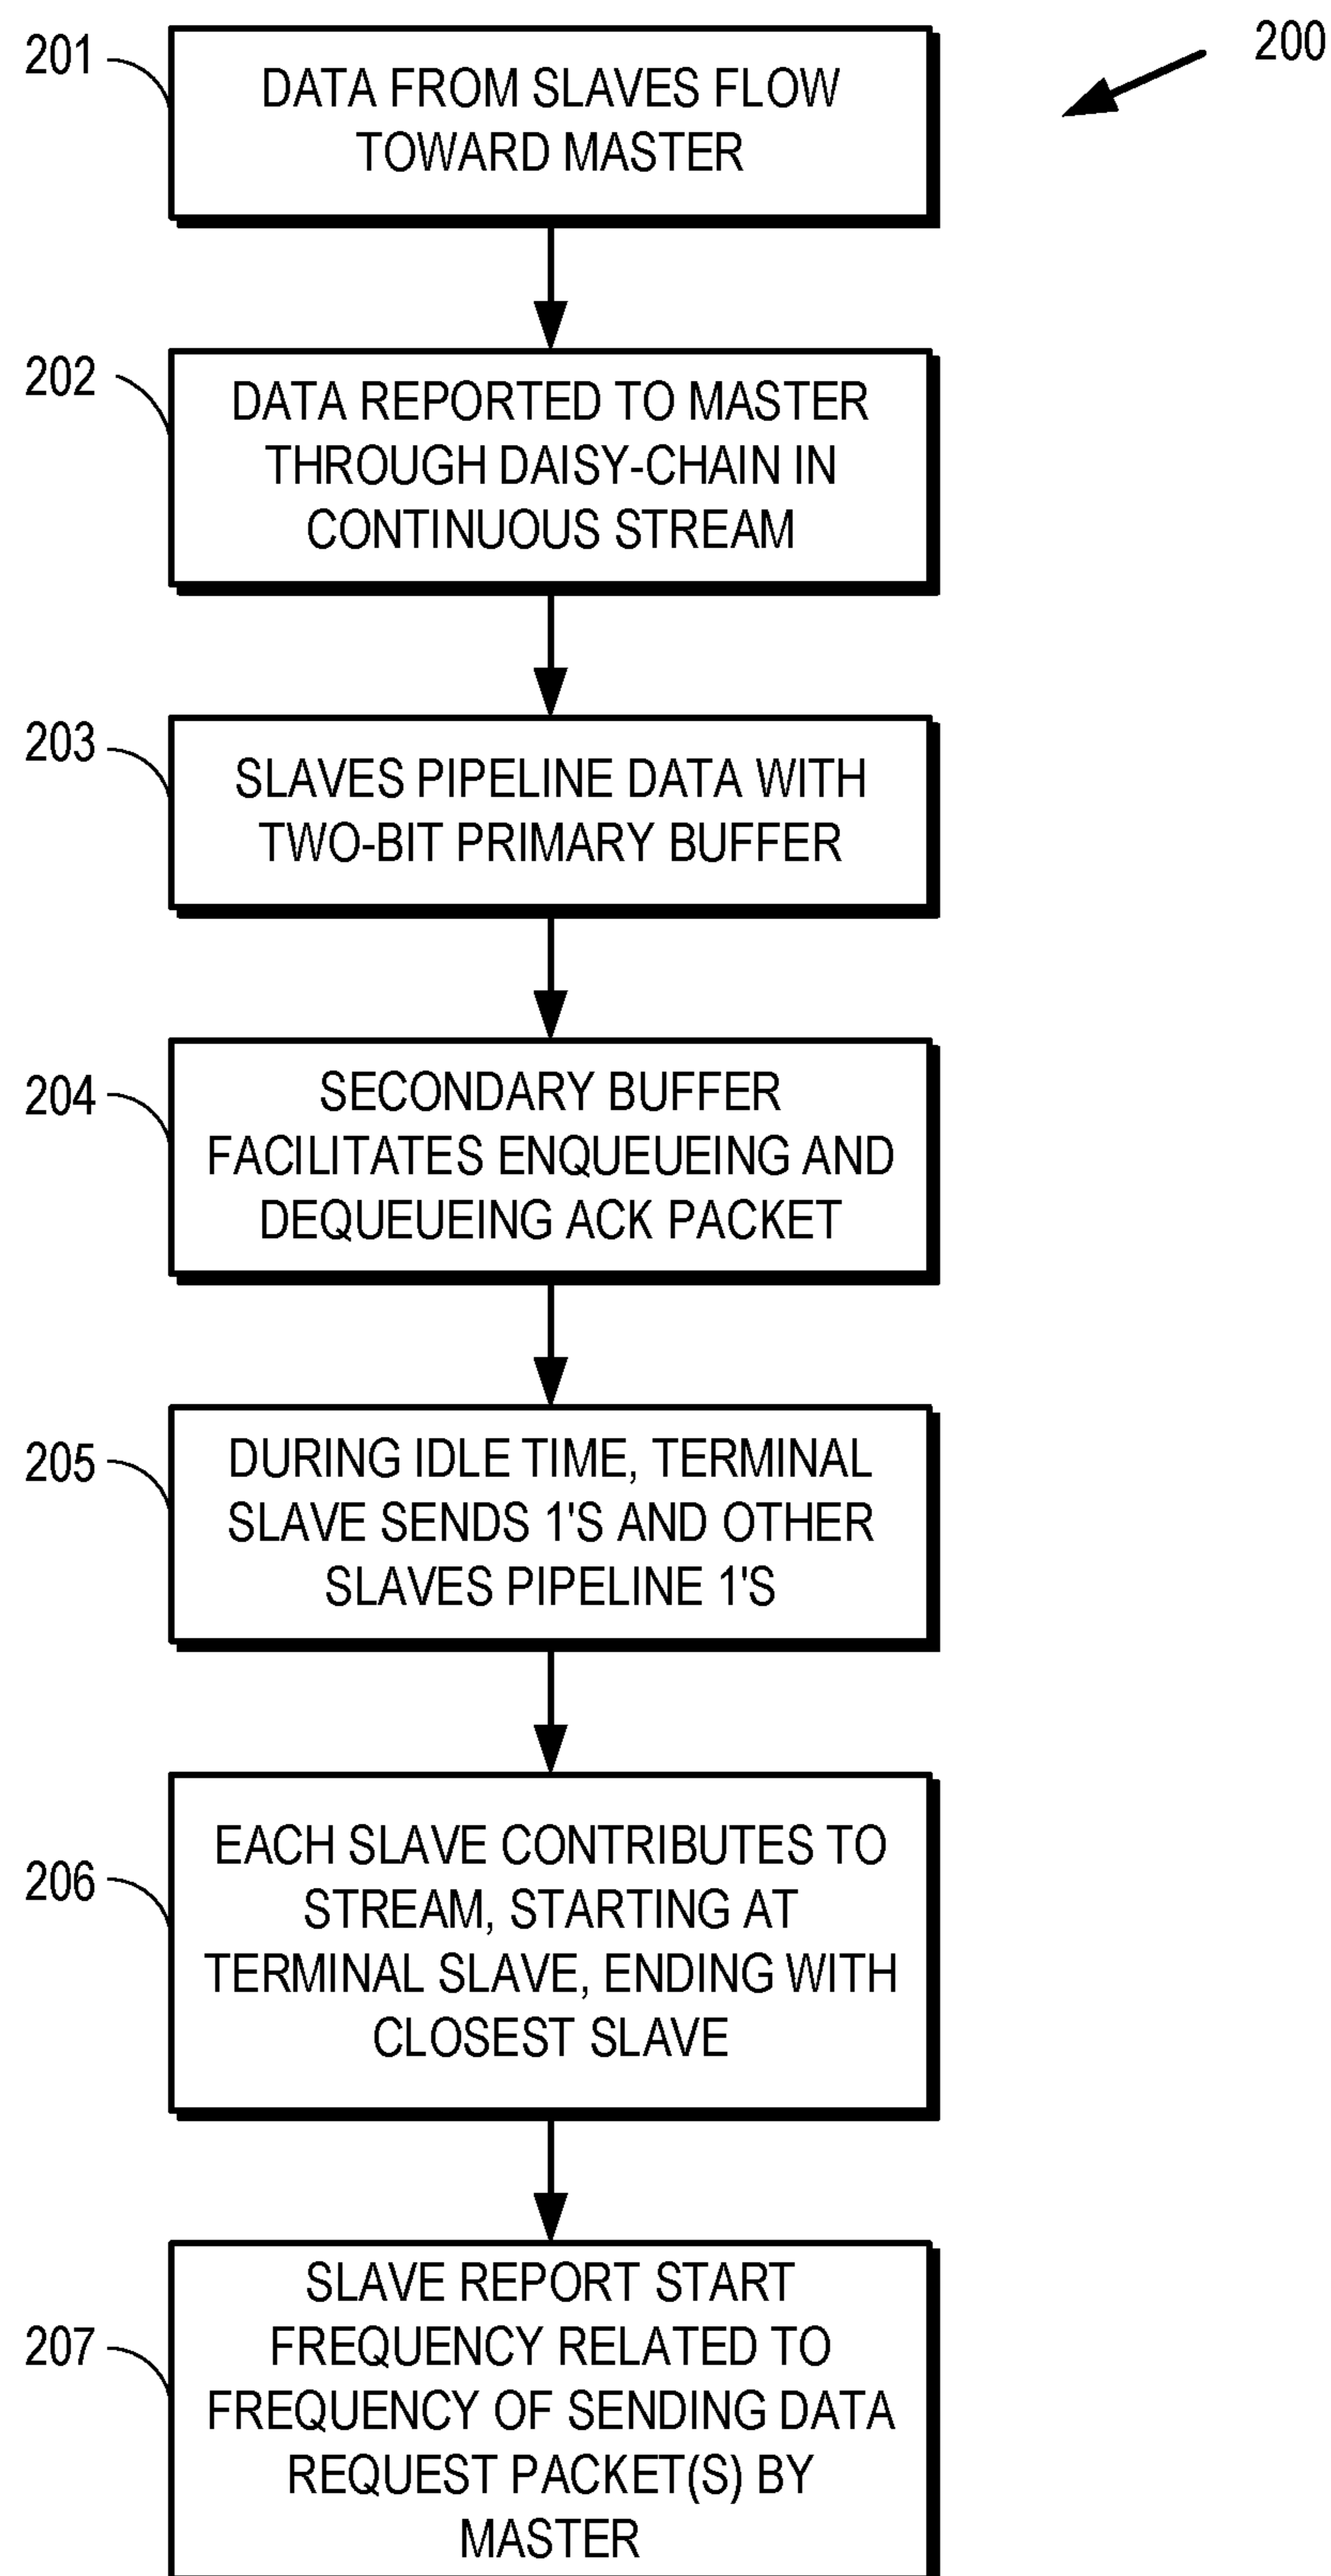 200
201
DATA FROM SLAVES FLOW
TOWARD MASTER
202
DATA REPORTED TO MASTER
THROUGH DAISY-CHAIN IN
CONTINUOUS STREAM
203
SLAVES PIPELINE DATA WITH
TWO-BIT PRIMARY BUFFER
204
SECONDARY BUFFER
FACILITATES ENQUEUEING AND
DEQUEUEING ACK PACKET
205
DURING IDLE TIME, TERMINAL
SLAVE SENDS 1'S AND OTHER
SLAVES PIPELINE 1'S
206
EACH SLAVE CONTRIBUTES TO
STREAM, STARTING AT
TERMINAL SLAVE, ENDING WITH
CLOSEST SLAVE
207
SLAVE REPORT START
FREQUENCY RELATED TO
FREQUENCY OF SENDING DATA
REQUEST PACKET(S) BY
MASTER